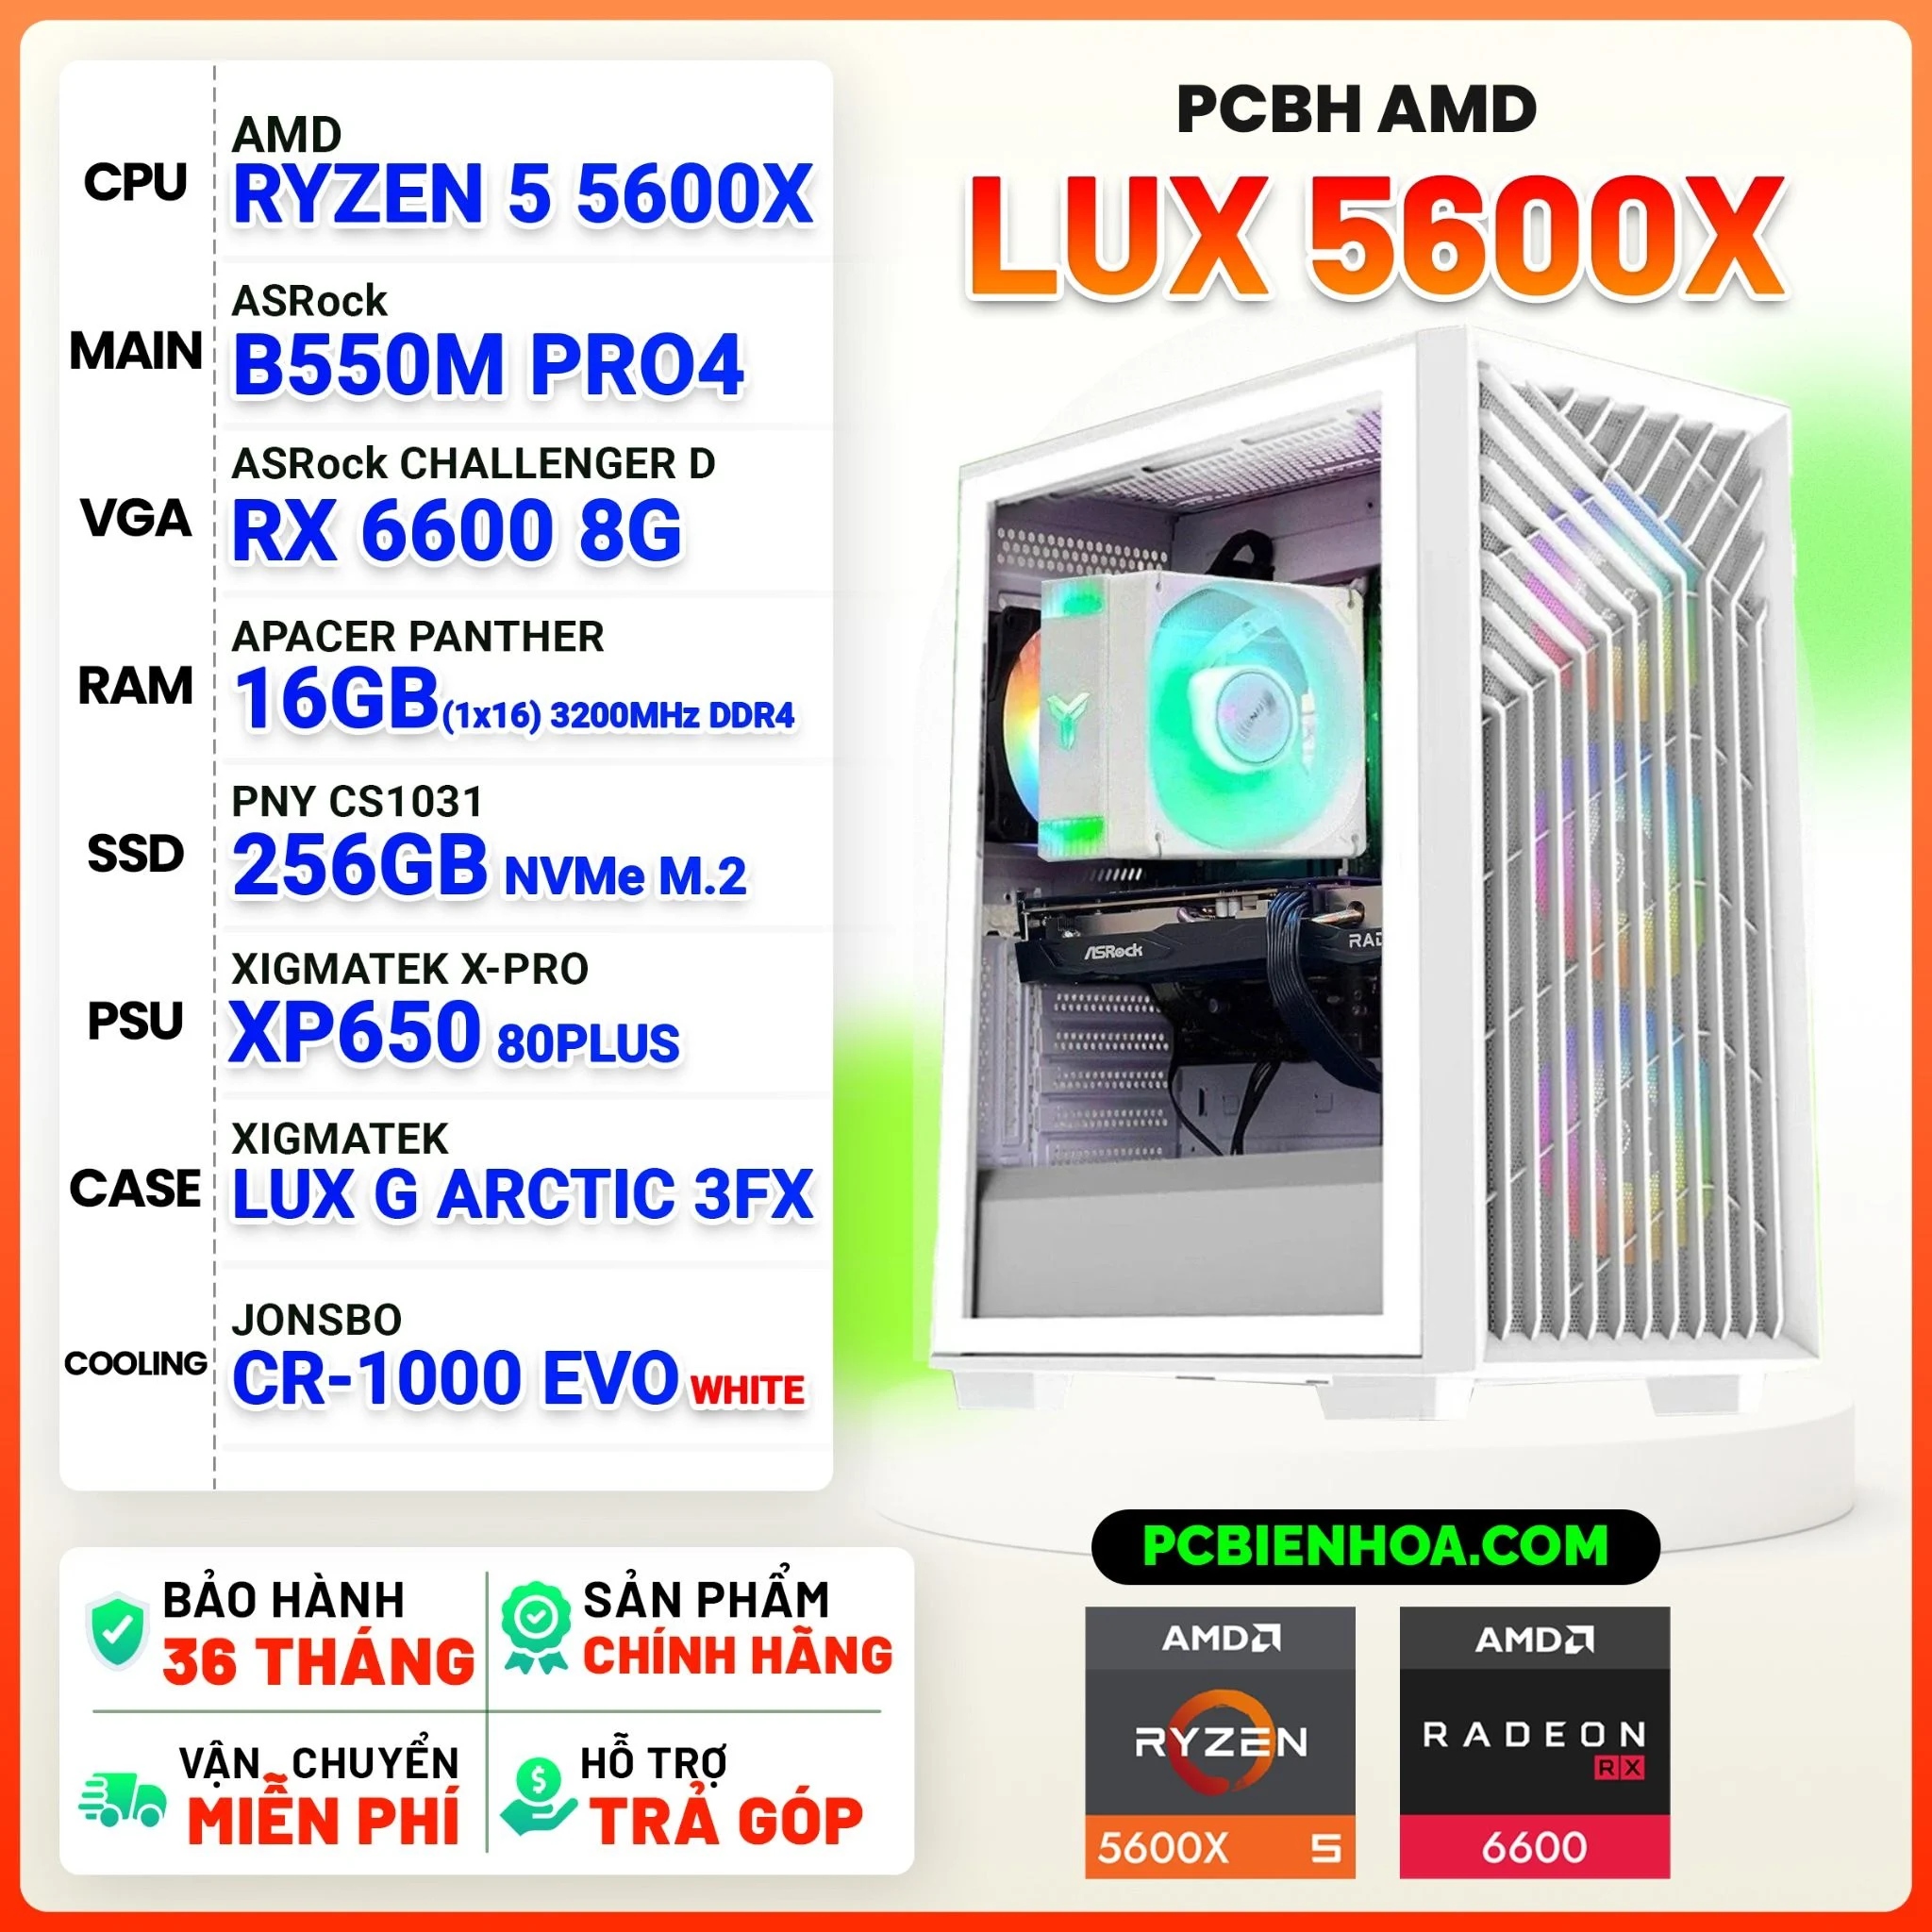 PCBH AMD
LUX 5600X
CPU
AMD
RYZEN 5 5600X
MAIN
ASRock
B550M PRO4
VGA
ASRock CHALLENGER D
RX 6600 8G
RAM
APACER PANTHER
16GB (1x16) 3200MHz DDR4
SSD
PNY CS1031
256GB NVMe M.2
PSU
XIGMATEK X-PRO
XP650 80PLUS
CASE
XIGMATEK
LUX G ARCTIC 3FX
COOLING
JONSBO
CR-1000 EVO WHITE
ASRock
RAD
BẢO HÀNH
36 THÁNG
SẢN PHẨM
CHÍNH HÃNG
VẬN CHUYỂN
MIỄN PHÍ
HỖ TRỢ
TRẢ GÓP
PCBIENHOA.COM
AMD
RYZEN
5600X 5
AMD
RADEON
RX
6600